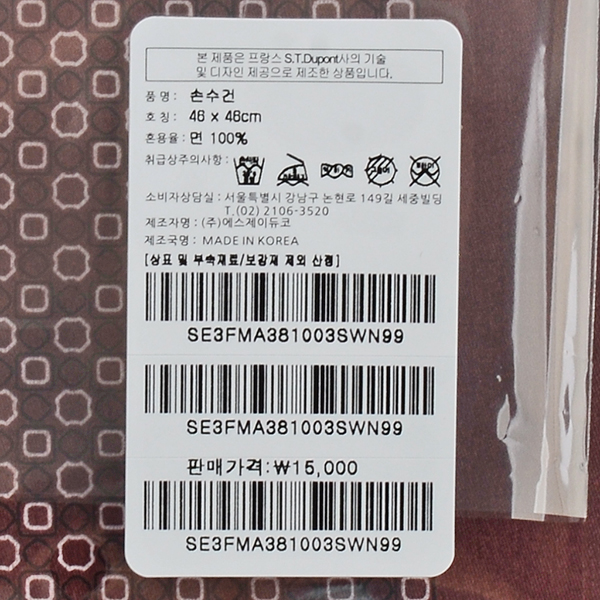 본 제품은 프랑스 S.T.Dupont사의 기술
및 디자인 제공으로 제조한 상품입니다.
품 명 : 손수건
호 칭 : 46 x 46cm
혼용율 : 면 100%
취급상주의사항 :
소비자상담실 : 서울특별시 강남구 논현로 149길 세중빌딩
T.(02) 2106-3520
제조자명 : (주)에스제이듀코
제조국명 : MADE IN KOREA
[상표 및 부속재료/보강재 제외 산정]
SE3FMA381003SWN99
SE3FMA381003SWN99
판매가격:₩15,000
SE3FMA381003SWN99